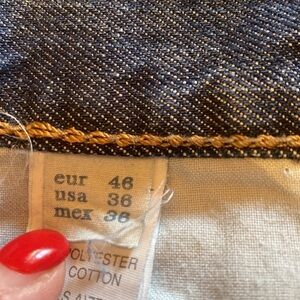 eur 46
usa 36
mex 36
POLYESTER
COTTON